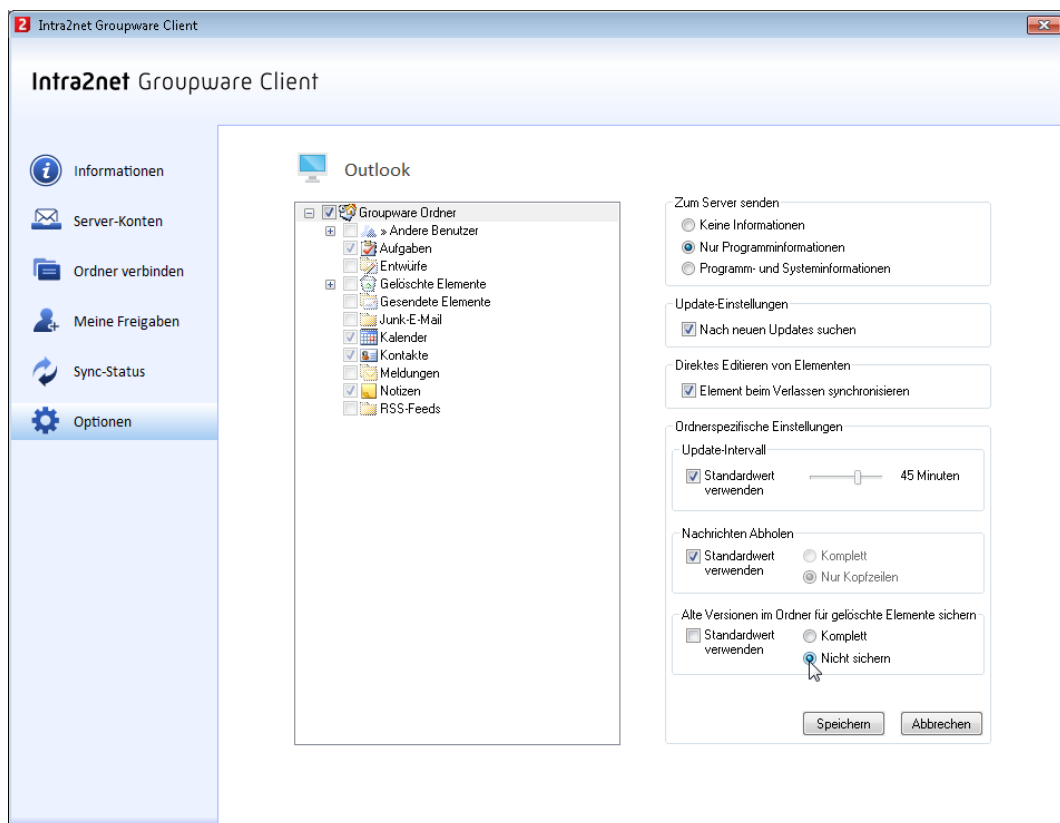 Intra2net Groupware Client
Intra2net Groupware Client
Informationen
Server-Konten
Ordner verbinden
Meine Freigaben
Sync-Status
Optionen
Outlook
Groupware Ordner
» Andere Benutzer
Aufgaben
Entwürfe
Gelöschte Elemente
Gesendete Elemente
Junk-E-Mail
Kalender
Kontakte
Meldungen
Notizen
RSS-Feeds
Zum Server senden
Keine Informationen
Nur Programminformationen
Programm- und Systeminformationen
Update-Einstellungen
Nach neuen Updates suchen
Direktes Editieren von Elementen
Element beim Verlassen synchronisieren
Ordnerspezifische Einstellungen
Update-Intervall
Standardwert verwenden
45 Minuten
Nachrichten Abholen
Standardwert verwenden
Komplett
Nur Kopfzeilen
Alte Versionen im Ordner für gelöschte Elemente sichern
Standardwert verwenden
Komplett
Nicht sichern
Speichern
Abbrechen